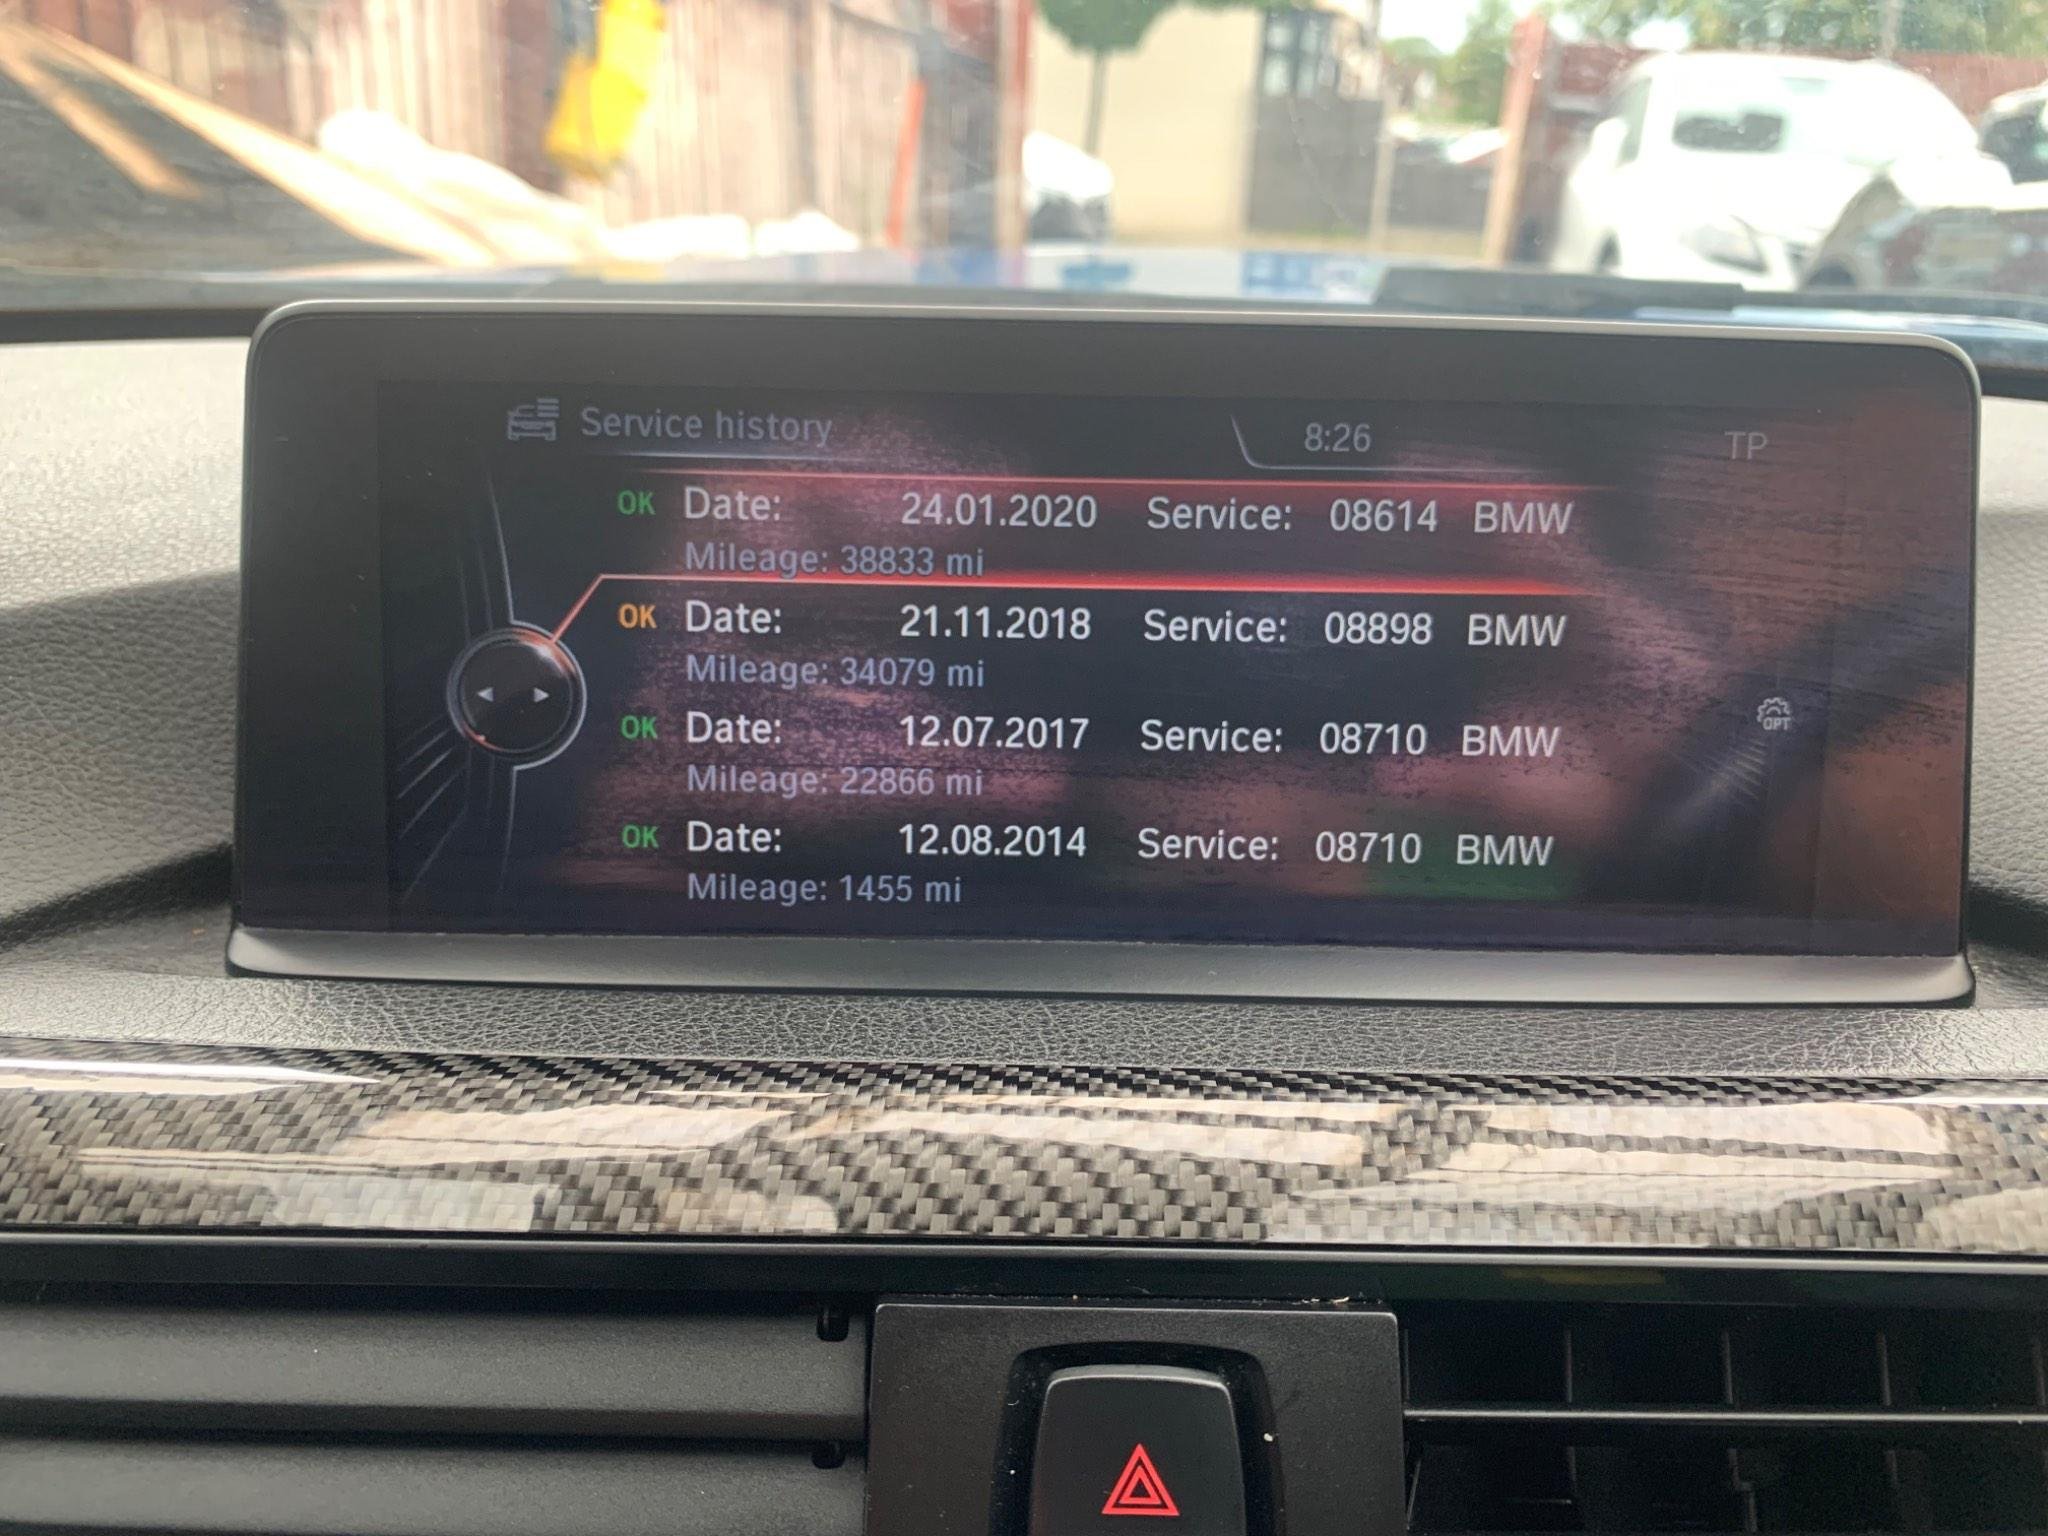 Service history 8:26 TP
OK Date: 24.01.2020 Service: 08614 BMW
Mileage: 38833 mi
OK Date: 21.11.2018 Service: 08898 BMW
Mileage: 34079 mi
OK Date: 12.07.2017 Service: 08710 BMW
OPT
Mileage: 22866 mi
OK Date: 12.08.2014 Service: 08710 BMW
Mileage: 1455 mi